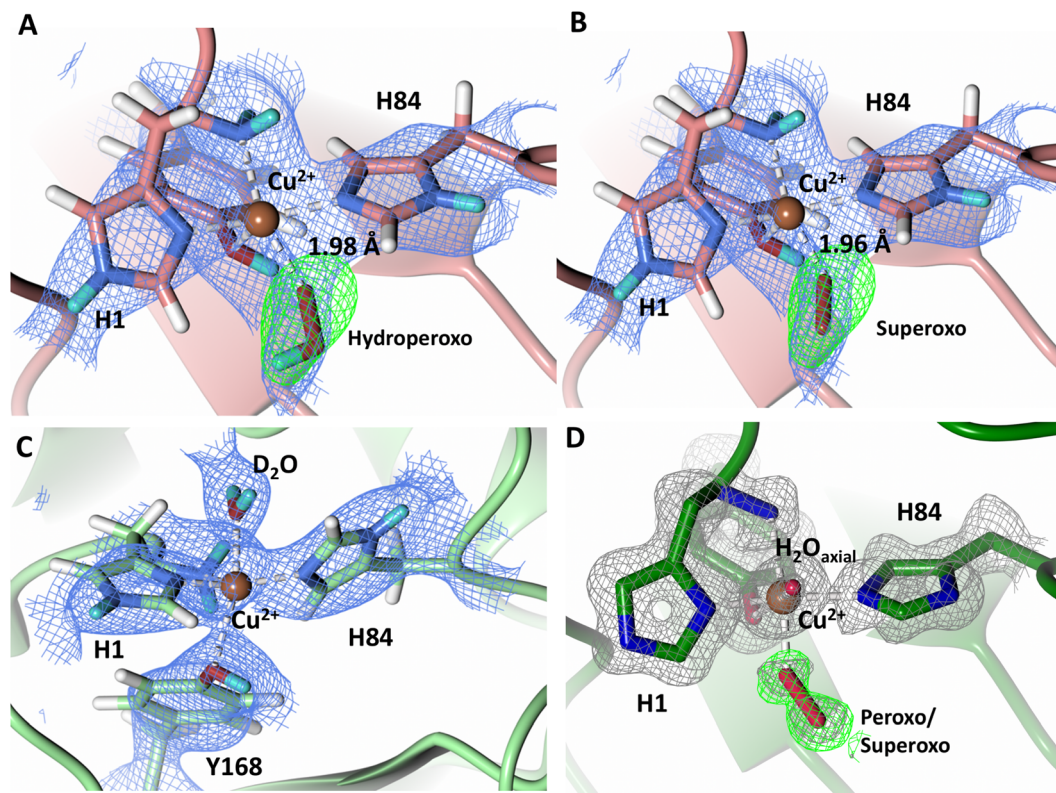 A
H84
Cu²⁺
1.98 Å
H1
Hydroperoxo
B
H84
Cu²⁺
1.96 Å
H1
Superoxo
C
D₂O
Cu²⁺
H1
H84
Y168
D
H84
H₂Oaxial
Cu²⁺
H1
Peroxo/
Superoxo